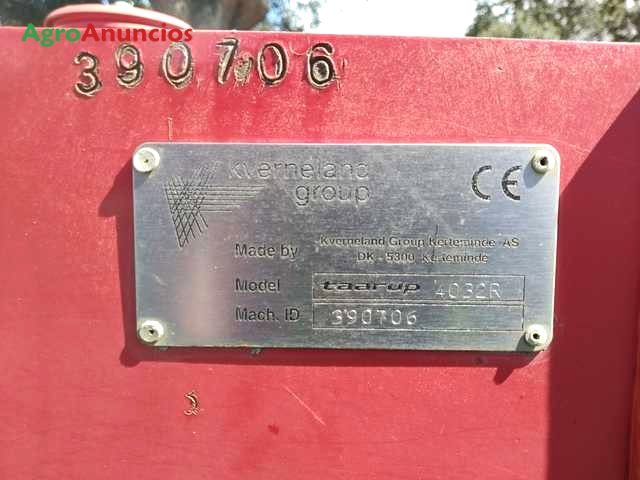 AgroAnuncios
390706
kverneland
group
CE
Made by Kverneland Group Kerteminde AS
DK - 5300 Kerteminde
Model taarup 4032R
Mach. ID 390706